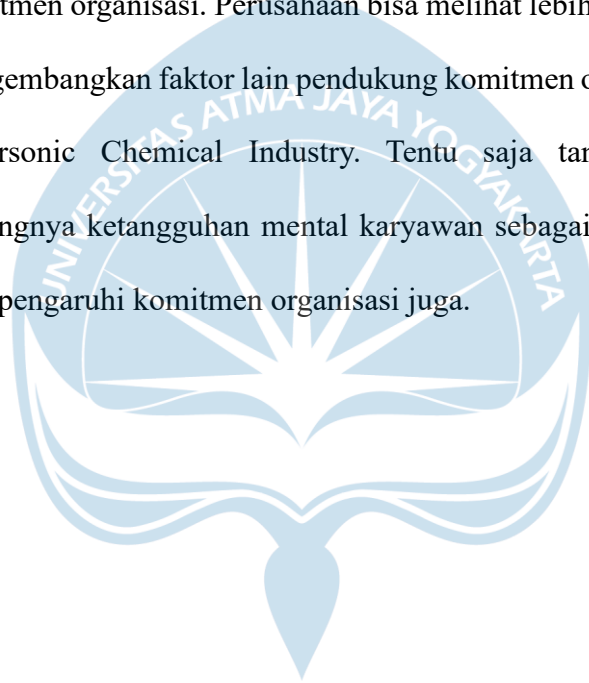 tmen organisasi. Perusahaan bisa melihat lebih
gembangkan faktor lain pendukung komitmen o
rsonic Chemical Industry. Tentu saja tan
ngnya ketangguhan mental karyawan sebagai
pengaruhi komitmen organisasi juga.
UNIVERSITAS ATMA JAYA YOGYAKARTA